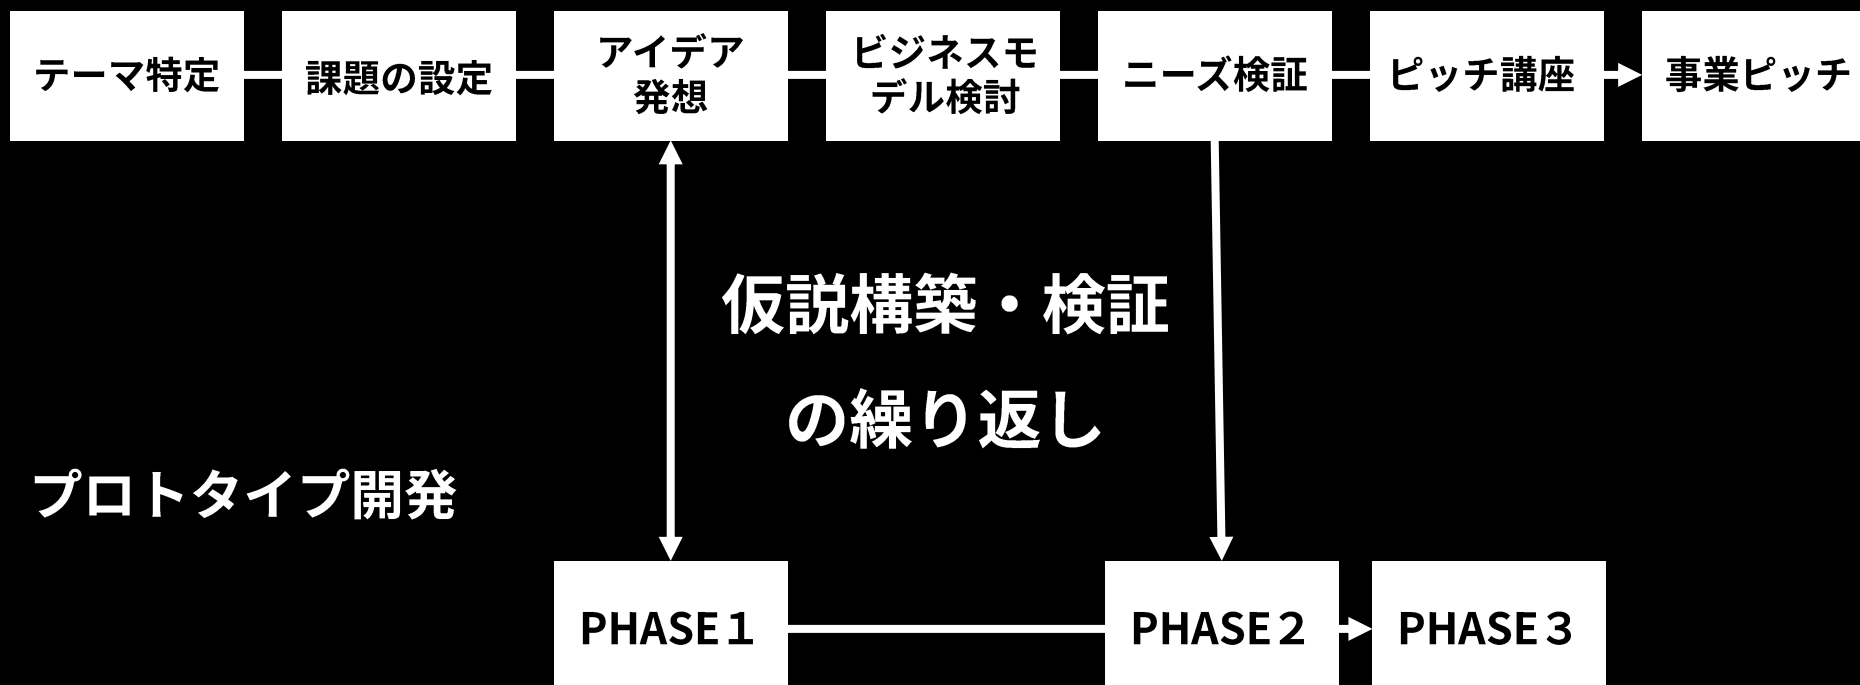 テーマ特定
課題の設定
アイデア
発想
ビジネスモ
デル検討
ニーズ検証
ピッチ講座
事業ピッチ
仮説構築・検証
の繰り返し
プロトタイプ開発
PHASE１
PHASE２
PHASE３